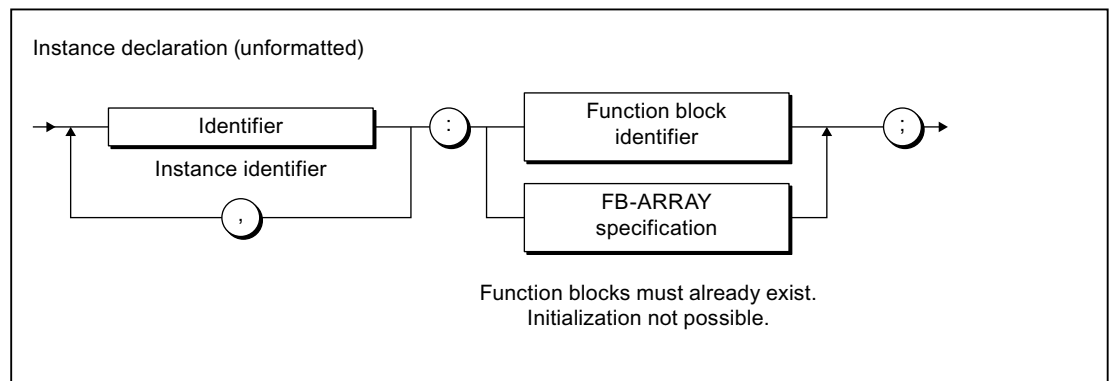 Instance declaration (unformatted)
Identifier
:
Function block
identifier
;
Instance identifier
,
FB-ARRAY
specification
Function blocks must already exist.
Initialization not possible.